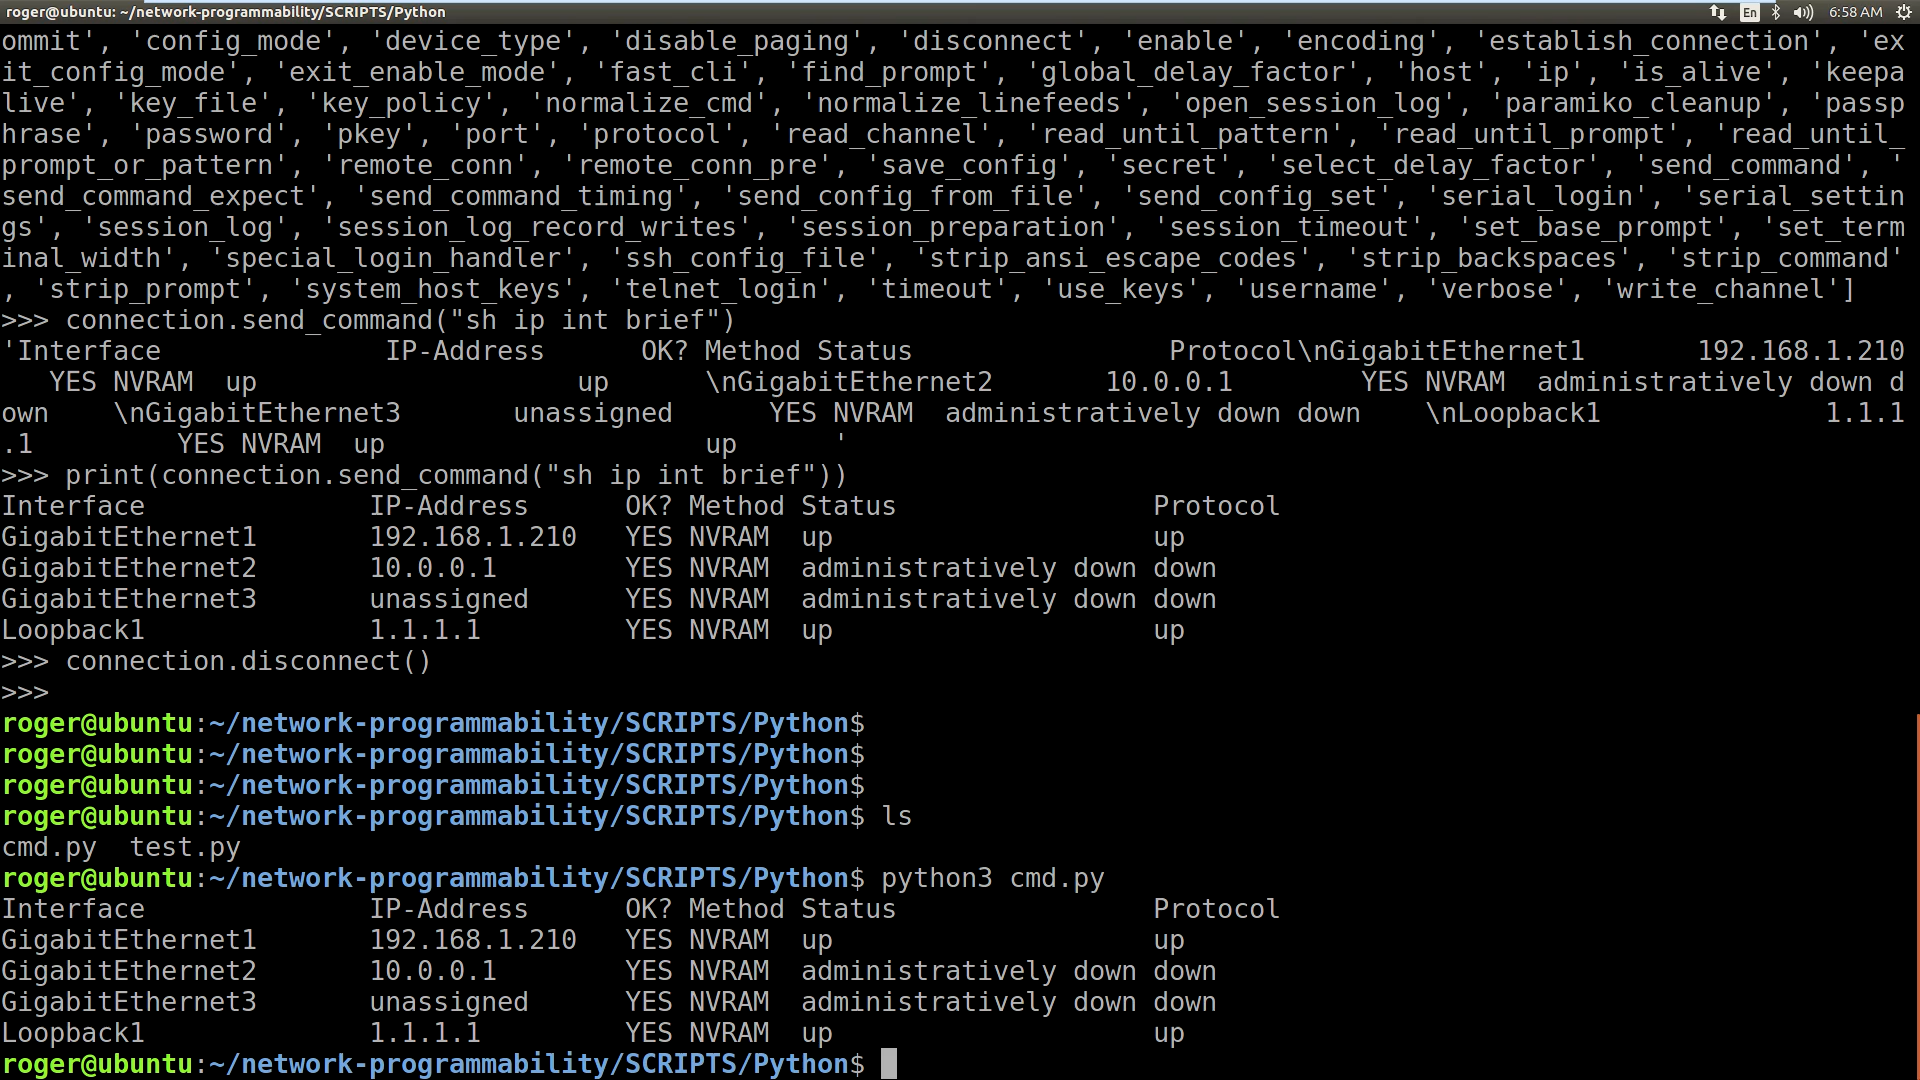 roger@ubuntu: ~/network-programmability/SCRIPTS/Python En 6:58 AM
ommit', 'config_mode', 'device_type', 'disable_paging', 'disconnect', 'enable', 'encoding', 'establish_connection', 'ex
it_config_mode', 'exit_enable_mode', 'fast_cli', 'find_prompt', 'global_delay_factor', 'host', 'ip', 'is_alive', 'keepa
live', 'key_file', 'key_policy', 'normalize_cmd', 'normalize_linefeeds', 'open_session_log', 'paramiko_cleanup', 'passp
hrase', 'password', 'pkey', 'port', 'protocol', 'read_channel', 'read_until_pattern', 'read_until_prompt', 'read_until_
prompt_or_pattern', 'remote_conn', 'remote_conn_pre', 'save_config', 'secret', 'select_delay_factor', 'send_command', '
send_command_expect', 'send_command_timing', 'send_config_from_file', 'send_config_set', 'serial_login', 'serial_settin
gs', 'session_log', 'session_log_record_writes', 'session_preparation', 'session_timeout', 'set_base_prompt', 'set_term
inal_width', 'special_login_handler', 'ssh_config_file', 'strip_ansi_escape_codes', 'strip_backspaces', 'strip_command'
, 'strip_prompt', 'system_host_keys', 'telnet_login', 'timeout', 'use_keys', 'username', 'verbose', 'write_channel']
>>> connection.send_command("sh ip int brief")
'Interface              IP-Address      OK? Method Status                Protocol\nGigabitEthernet1       192.168.1.210
   YES NVRAM  up                    up      \nGigabitEthernet2       10.0.0.1        YES NVRAM  administratively down d
own    \nGigabitEthernet3       unassigned      YES NVRAM  administratively down down    \nLoopback1              1.1.1
.1         YES NVRAM  up                    up      '
>>> print(connection.send_command("sh ip int brief"))
Interface              IP-Address      OK? Method Status                Protocol
GigabitEthernet1       192.168.1.210   YES NVRAM  up                    up
GigabitEthernet2       10.0.0.1        YES NVRAM  administratively down down
GigabitEthernet3       unassigned      YES NVRAM  administratively down down
Loopback1              1.1.1.1         YES NVRAM  up                    up
>>> connection.disconnect()
>>>
roger@ubuntu:~/network-programmability/SCRIPTS/Python$
roger@ubuntu:~/network-programmability/SCRIPTS/Python$
roger@ubuntu:~/network-programmability/SCRIPTS/Python$
roger@ubuntu:~/network-programmability/SCRIPTS/Python$ ls
cmd.py  test.py
roger@ubuntu:~/network-programmability/SCRIPTS/Python$ python3 cmd.py
Interface              IP-Address      OK? Method Status                Protocol
GigabitEthernet1       192.168.1.210   YES NVRAM  up                    up
GigabitEthernet2       10.0.0.1        YES NVRAM  administratively down down
GigabitEthernet3       unassigned      YES NVRAM  administratively down down
Loopback1              1.1.1.1         YES NVRAM  up                    up
roger@ubuntu:~/network-programmability/SCRIPTS/Python$